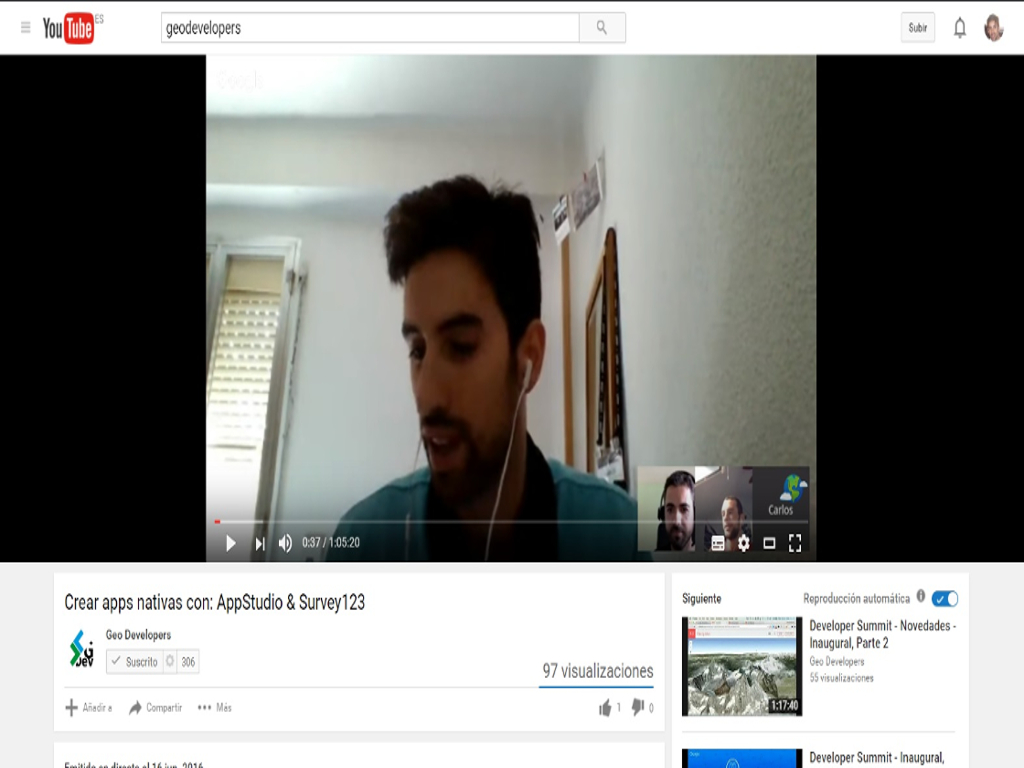 YouTube ES
geodevelopers
Subir
Google
Carlos
0:37 / 1:05:20
Crear apps nativas con: AppStudio & Survey123
Geo Developers
Suscrito 306
97 visualizaciones
Añadir a Compartir Más
1 0
Emitido en directo el 16 jun. 2016
Siguiente
Reproducción automática
Developer Summit - Novedades -
Inaugural, Parte 2
Geo Developers
55 visualizaciones
1:17:40
Developer Summit - Inaugural,